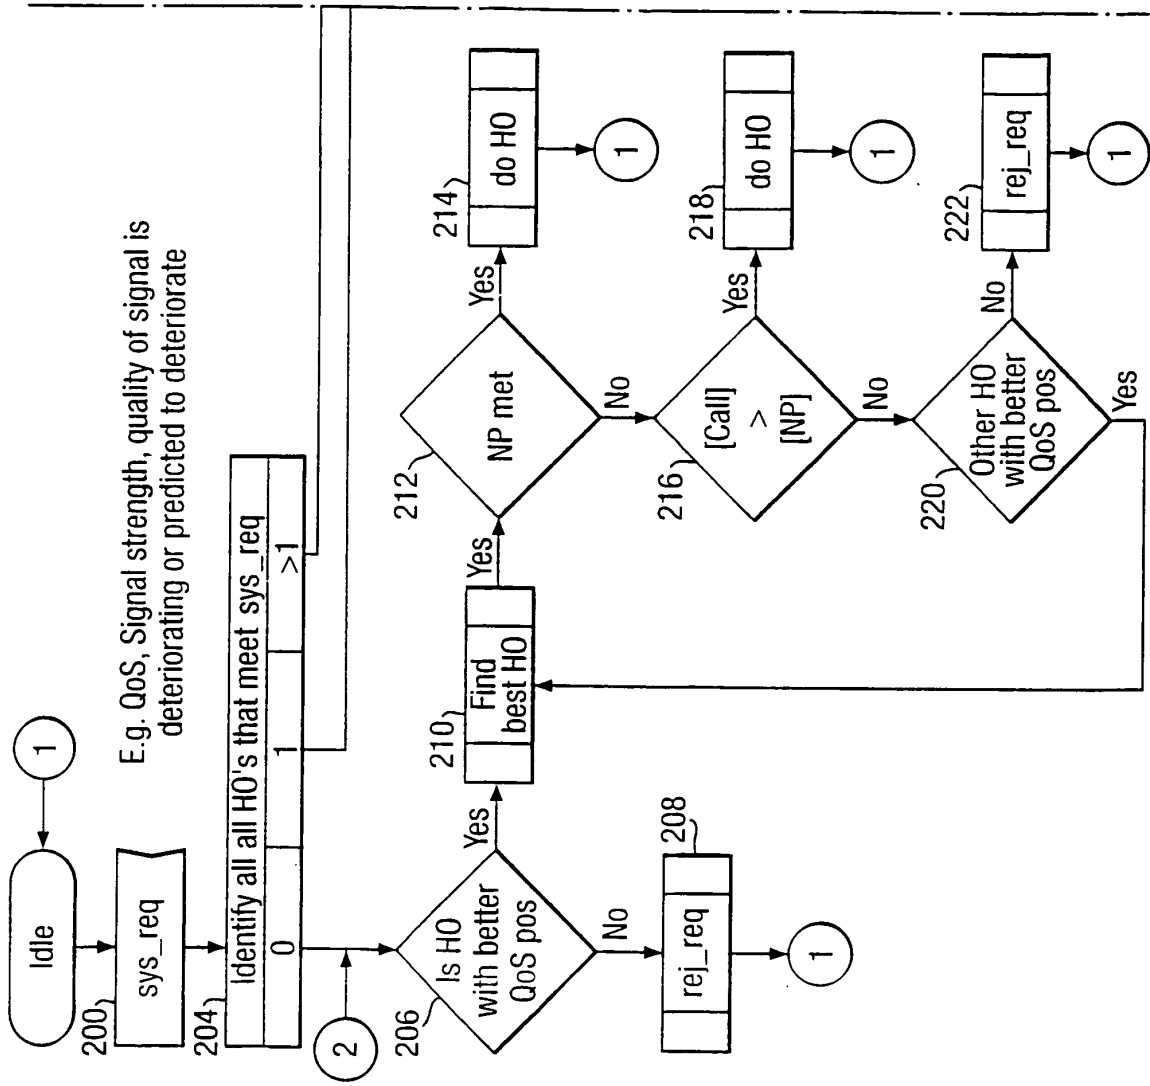 1
Idle
200
sys_req
E.g. QoS, Signal strength, quality of signal is
deteriorating or predicted to deteriorate
204
Identify all all HO's that meet sys_req
0
1
>1
2
206
Is HO
with better
QoS pos
Yes
No
208
rej_req
1
210
Find
best HO
Yes
212
NP met
Yes
No
214
do HO
1
216
[Call]
>
[NP]
Yes
No
218
do HO
1
220
Other HO
with better
QoS pos
No
Yes
222
rej_req
1